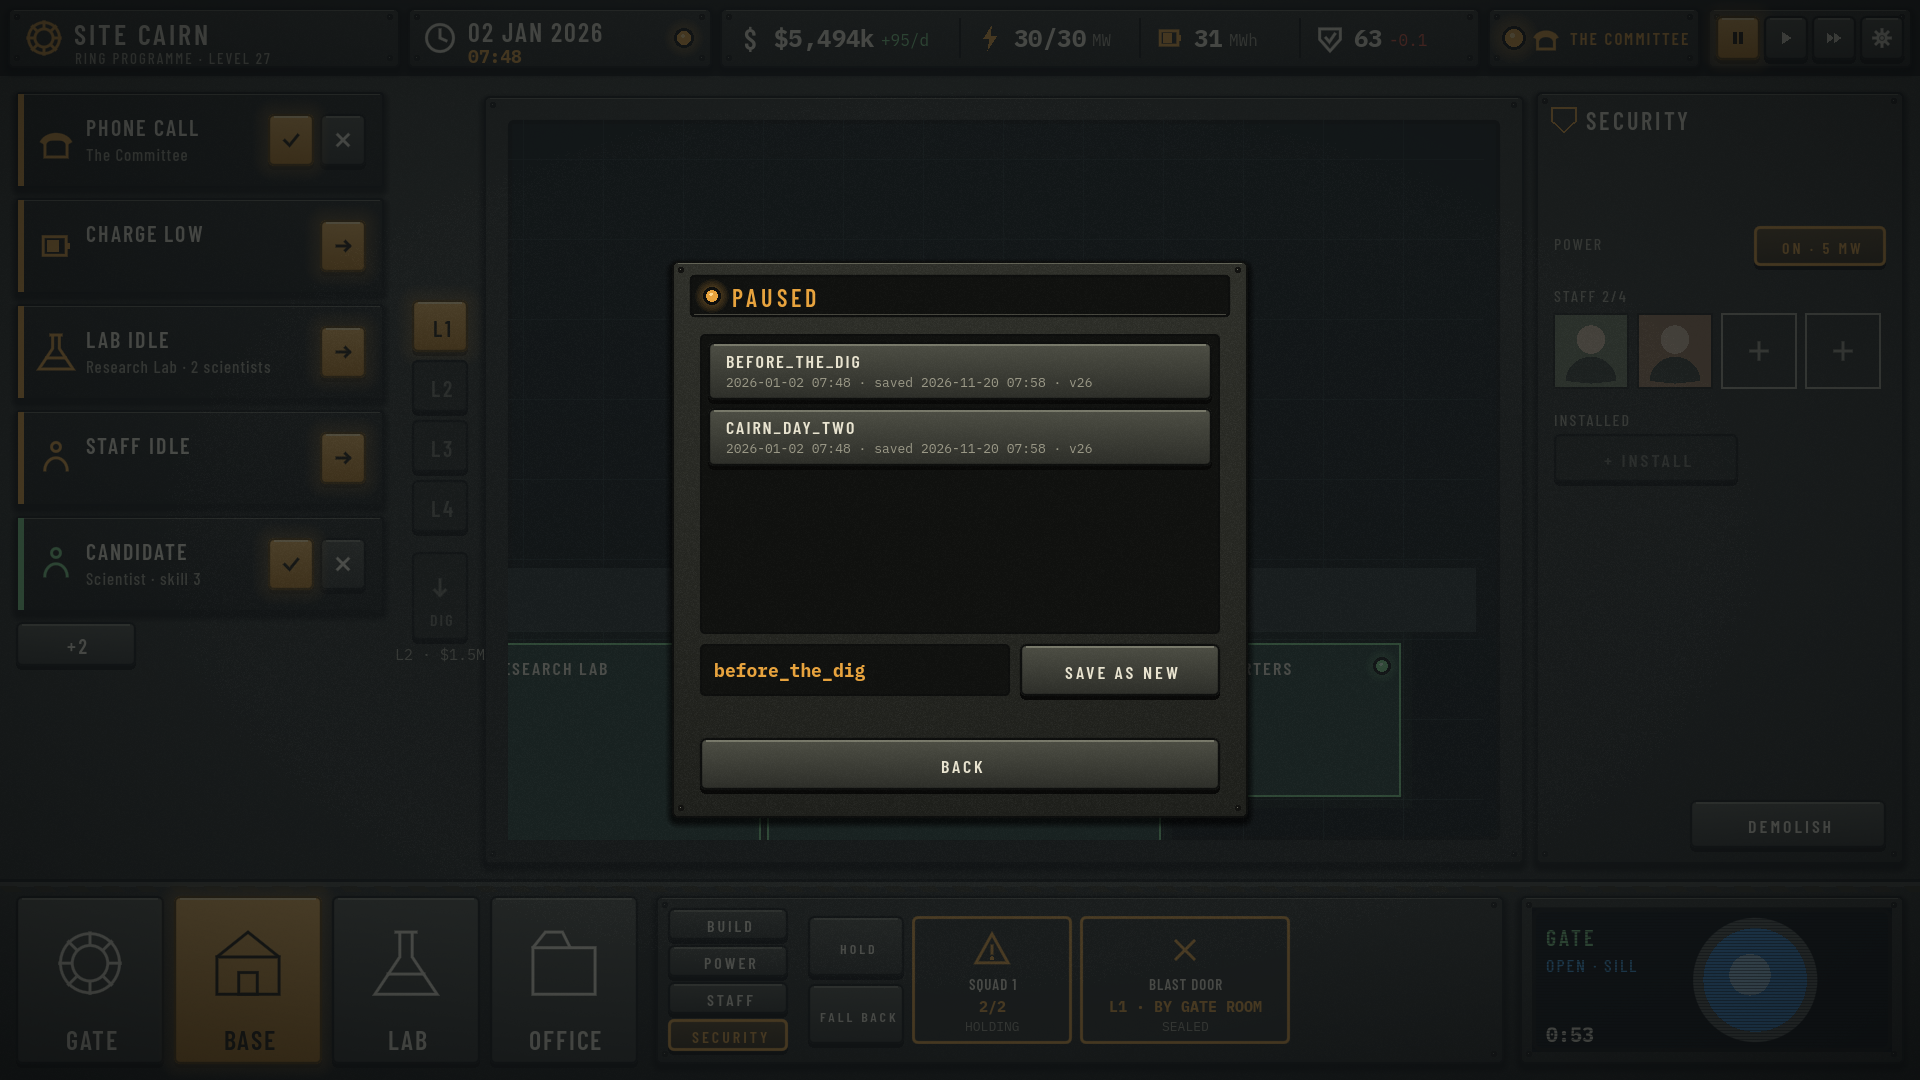 SITE CAIRN
RING PROGRAMME · LEVEL 27
02 JAN 2026
07:48
$ $5,494k +95/d
30/30 MW
31 MWh
63 -0.1
THE COMMITTEE
PHONE CALL
The Committee
CHARGE LOW
LAB IDLE
Research Lab · 2 scientists
STAFF IDLE
CANDIDATE
Scientist · skill 3
+2
L1
L2
L3
L4
DIG
L2 · $1.5M
ESEARCH LAB
RTERS
PAUSED
BEFORE_THE_DIG
2026-01-02 07:48 · saved 2026-11-20 07:58 · v26
CAIRN_DAY_TWO
2026-01-02 07:48 · saved 2026-11-20 07:58 · v26
before_the_dig
SAVE AS NEW
BACK
SECURITY
POWER
ON · 5 MW
STAFF 2/4
INSTALLED
+ INSTALL
DEMOLISH
GATE
BASE
LAB
OFFICE
BUILD
POWER
STAFF
SECURITY
HOLD
FALL BACK
SQUAD 1
2/2
HOLDING
BLAST DOOR
L1 · BY GATE ROOM
SEALED
GATE
OPEN · SILL
0:53